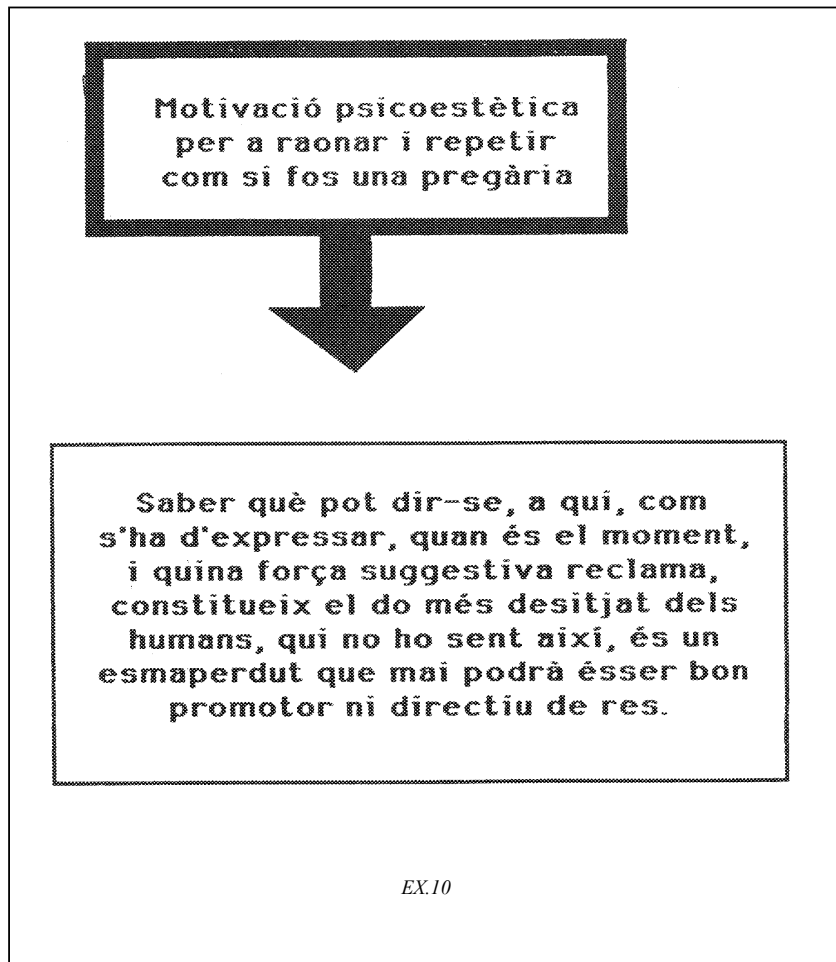 Motivació psicoestètica
per a raonar i repetir
com si fos una pregària
Saber què pot dir-se, a qui, com
s'ha d'expressar, quan és el moment,
i quina força suggestiva reclama,
constitueix el do més desitjat dels
humans, qui no ho sent així, és un
esmaperdut que mai podrà ésser bon
promotor ni directiu de res.
EX.10